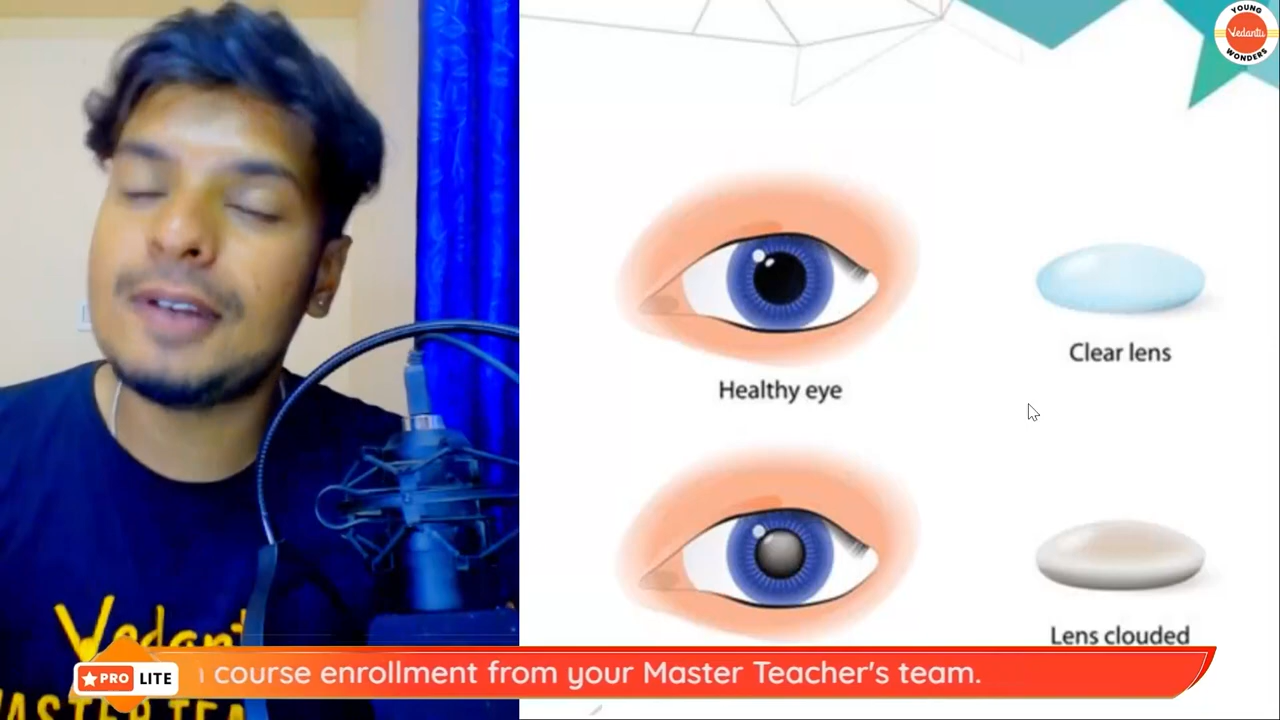 YOUNG
Vedantu
WONDERS
Clear lens
Healthy eye
Lens clouded
course enrollment from your Master Teacher's team.
PRO LITE